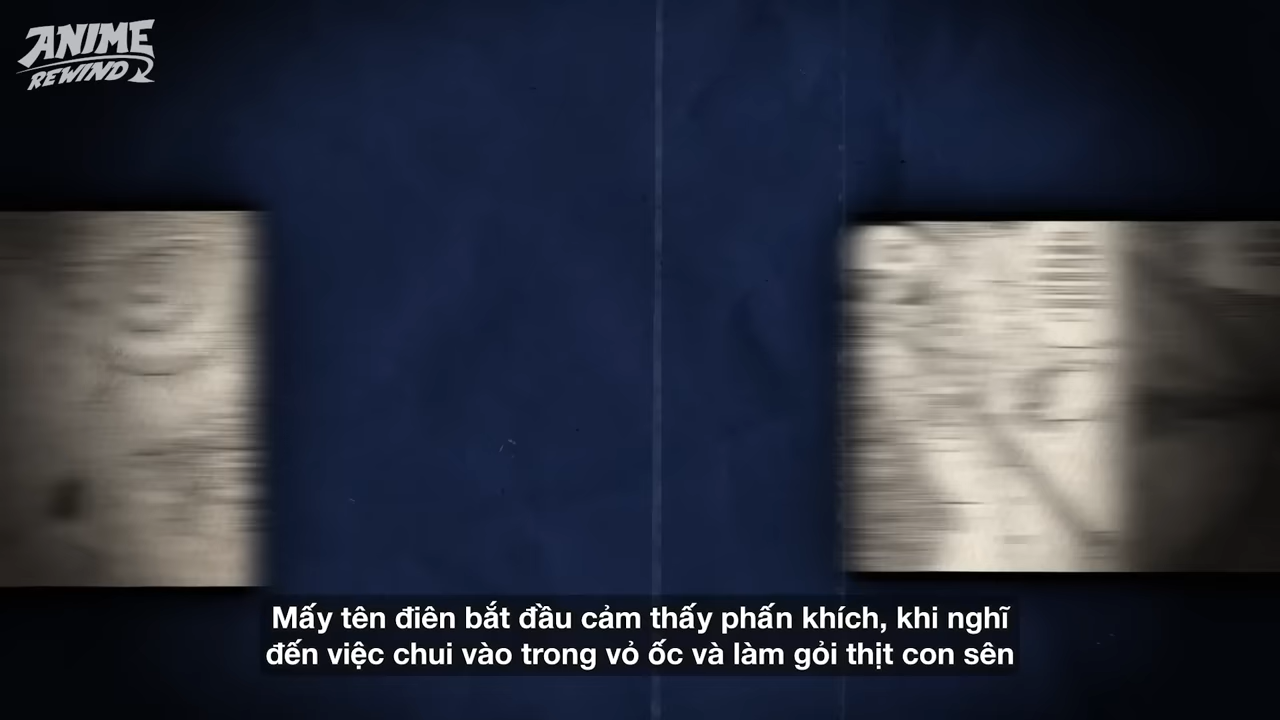 ANIME
REWIND
Mấy tên điên bắt đầu cảm thấy phấn khích, khi nghĩ
đến việc chui vào trong vỏ ốc và làm gỏi thịt con sên